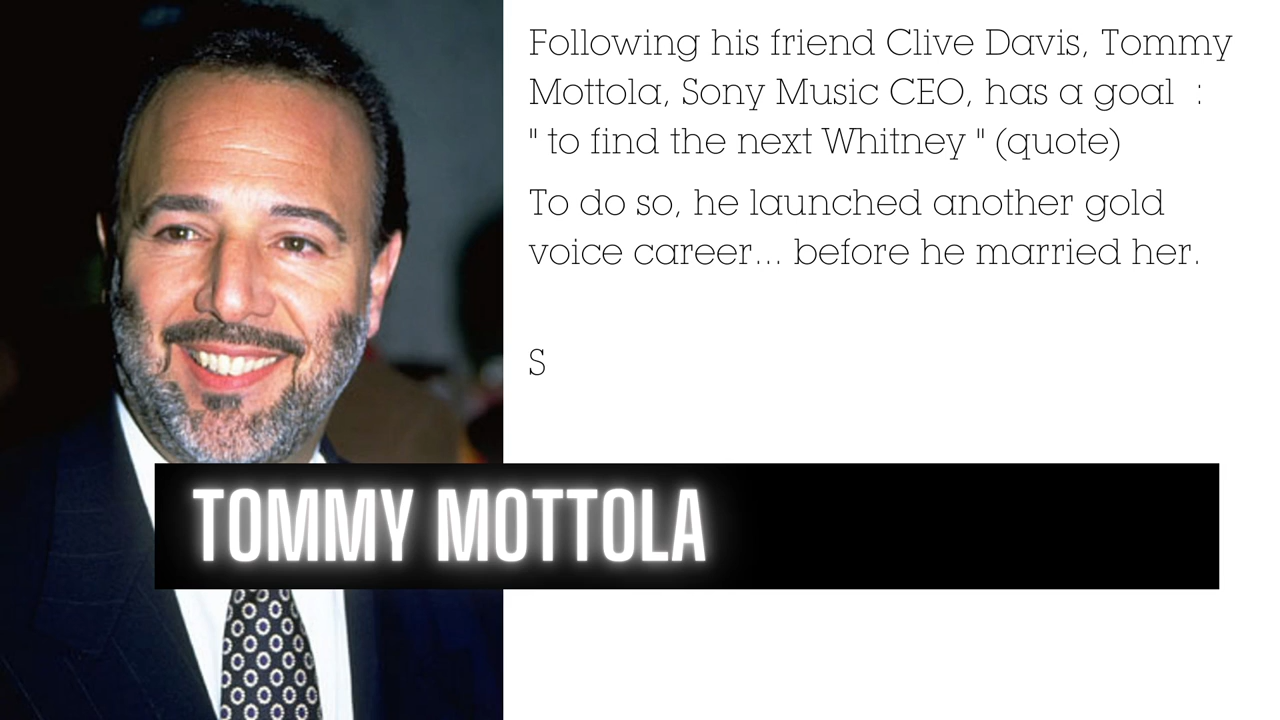 Following his friend Clive Davis, Tommy
Mottola, Sony Music CEO, has a goal  :
" to find the next Whitney " (quote)
To do so, he launched another gold
voice career... before he married her.
S
TOMMY MOTTOLA